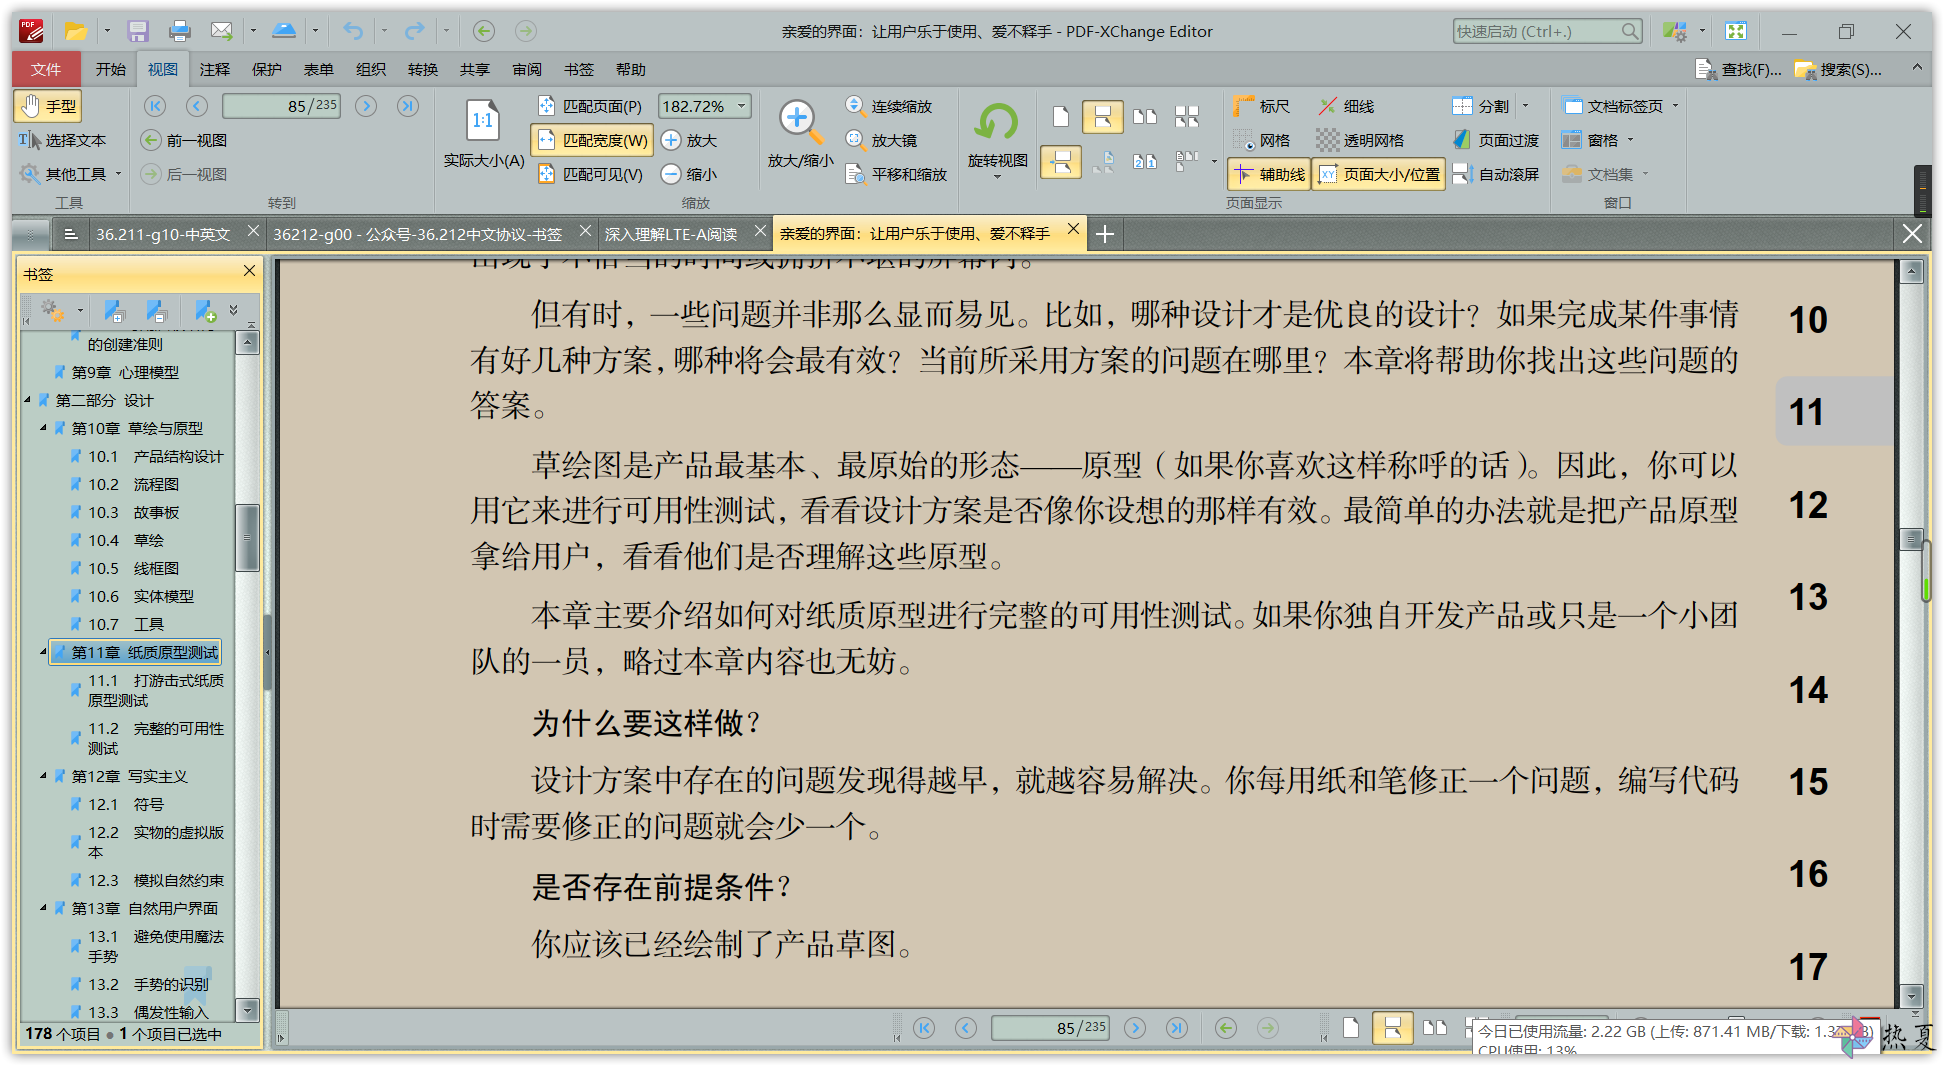 亲爱的界面：让用户乐于使用、爱不释手 - PDF-XChange Editor
快速启动 (Ctrl+.)
文件 开始 视图 注释 保护 表单 组织 转换 共享 审阅 书签 帮助
查找(F)... 搜索(S)...
手型
选择文本
其他工具
工具
85/235
前一视图
后一视图
转到
1:1
实际大小(A)
匹配页面(P)
匹配宽度(W)
匹配可见(V)
182.72%
放大
缩小
放大/缩小
连续缩放
放大镜
平移和缩放
缩放
旋转视图
标尺
网格
辅助线
细线
透明网格
页面大小/位置
分割
页面过渡
自动滚屏
页面显示
文档标签页
窗格
文档集
窗口
36.211-g10-中英文
36212-g00 - 公众号-36.212中文协议-书签
深入理解LTE-A阅读
亲爱的界面：让用户乐于使用、爱不释手
书签
的创建准则
第9章 心理模型
第二部分 设计
第10章 草绘与原型
10.1 产品结构设计
10.2 流程图
10.3 故事板
10.4 草绘
10.5 线框图
10.6 实体模型
10.7 工具
第11章 纸质原型测试
11.1 打游击式纸质
原型测试
11.2 完整的可用性
测试
第12章 写实主义
12.1 符号
12.2 实物的虚拟版
本
12.3 模拟自然约束
第13章 自然用户界面
13.1 避免使用魔法
手势
13.2 手势的识别
13.3 偶发性输入
178 个项目 ● 1 个项目已选中
但有时，一些问题并非那么显而易见。比如，哪种设计才是优良的设计？如果完成某件事情
有好几种方案，哪种将会最有效？当前所采用方案的问题在哪里？本章将帮助你找出这些问题的
答案。
草绘图是产品最基本、最原始的形态——原型（如果你喜欢这样称呼的话）。因此，你可以
用它来进行可用性测试，看看设计方案是否像你设想的那样有效。最简单的办法就是把产品原型
拿给用户，看看他们是否理解这些原型。
本章主要介绍如何对纸质原型进行完整的可用性测试。如果你独自开发产品或只是一个小团
队的一员，略过本章内容也无妨。
为什么要这样做？
设计方案中存在的问题发现得越早，就越容易解决。你每用纸和笔修正一个问题，编写代码
时需要修正的问题就会少一个。
是否存在前提条件？
你应该已经绘制了产品草图。
10
11
12
13
14
15
16
17
85/235
今日已使用流量: 2.22 GB (上传: 871.41 MB/下载: 1.3
CPU使用: 13%
热夏